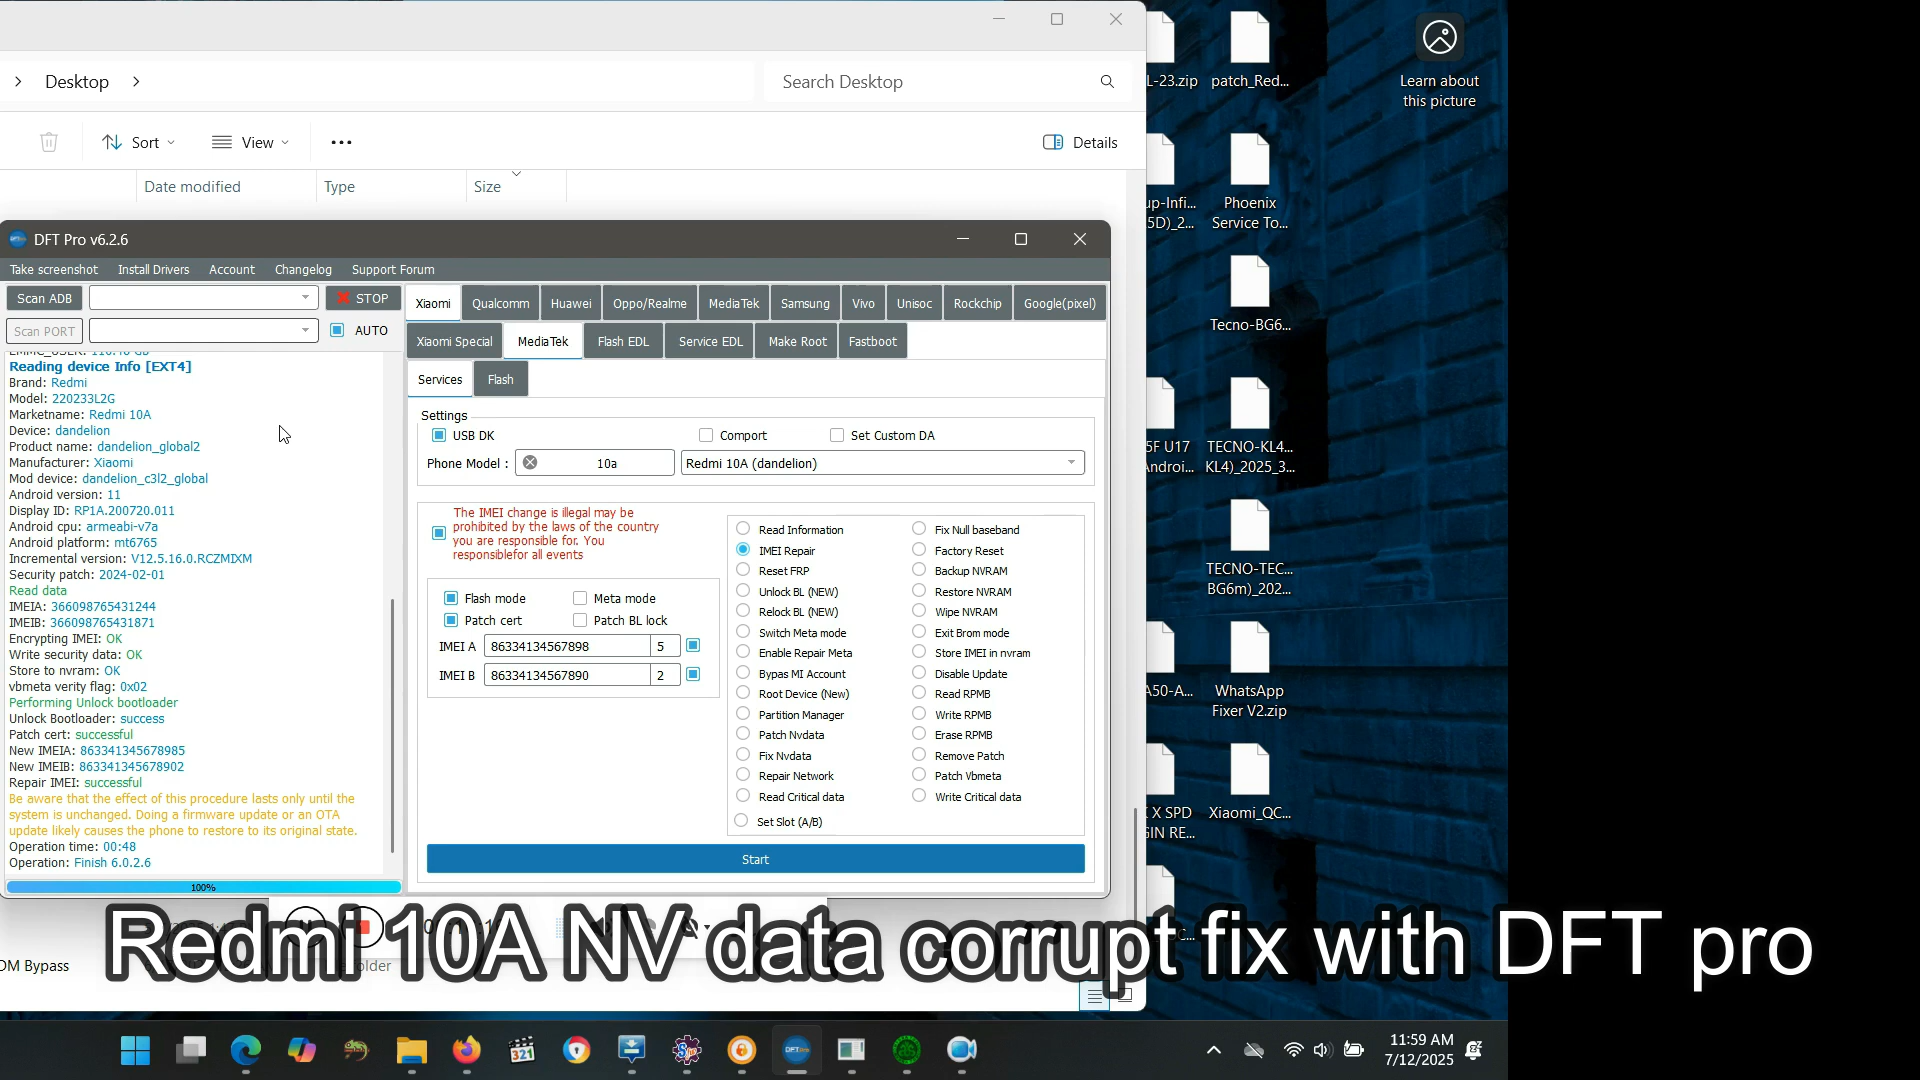 Desktop
Search Desktop
Sort
View
Details
Date modified
Type
Size
DFT Pro v6.2.6
Take screenshot
Install Drivers
Account
Changelog
Support Forum
Scan ADB
STOP
Scan PORT
AUTO
Xiaomi
Qualcomm
Huawei
Oppo/Realme
MediaTek
Samsung
Vivo
Unisoc
Rockchip
Google(pixel)
Xiaomi Special
MediaTek
Flash EDL
Service EDL
Make Root
Fastboot
Services
Flash
Reading device Info [EXT4]
Brand: Redmi
Model: 220233L2G
Marketname: Redmi 10A
Device: dandelion
Product name: dandelion_global2
Manufacturer: Xiaomi
Mod device: dandelion_c3l2_global
Android version: 11
Display ID: RP1A.200720.011
Android cpu: armeabi-v7a
Android platform: mt6765
Incremental version: V12.5.16.0.RCZMIXM
Security patch: 2024-02-01
Read data
IMEIA: 366098765431244
IMEIB: 366098765431871
Encrypting IMEI: OK
Write security data: OK
Store to nvram: OK
vbmeta verity flag: 0x02
Performing Unlock bootloader
Unlock Bootloader: success
Patch cert: successful
New IMEIA: 863341345678985
New IMEIB: 863341345678902
Repair IMEI: successful
Be aware that the effect of this procedure lasts only until the
system is unchanged. Doing a firmware update or an OTA
update likely causes the phone to restore to its original state.
Operation time: 00:48
Operation: Finish 6.0.2.6
100%
Settings
USB DK
Comport
Set Custom DA
Phone Model :
10a
Redmi 10A (dandelion)
The IMEI change is illegal may be
prohibited by the laws of the country
you are responsible for. You
responsiblefor all events
Flash mode
Meta mode
Patch cert
Patch BL lock
IMEI A
86334134567898
5
IMEI B
86334134567890
2
Read Information
IMEI Repair
Reset FRP
Unlock BL (NEW)
Relock BL (NEW)
Switch Meta mode
Enable Repair Meta
Bypas MI Account
Root Device (New)
Partition Manager
Patch Nvdata
Fix Nvdata
Repair Network
Read Critical data
Set Slot (A/B)
Fix Null baseband
Factory Reset
Backup NVRAM
Restore NVRAM
Wipe NVRAM
Exit Brom mode
Store IMEI in nvram
Disable Update
Read RPMB
Write RPMB
Erase RPMB
Remove Patch
Patch Vbmeta
Write Critical data
Start
L-23.zip
patch_Red...
Learn about
this picture
up-Infi...
5D)_2...
Phoenix
Service To...
Tecno-BG6...
5F U17
Androi...
TECNO-KL4...
KL4)_2025_3...
TECNO-TEC...
BG6m)_202...
A50-A...
WhatsApp
Fixer V2.zip
X SPD
GIN RE...
Xiaomi_QC...
Redmi 10A NV data corrupt fix with DFT pro
DM Bypass
321
DFTPro
11:59 AM
7/12/2025